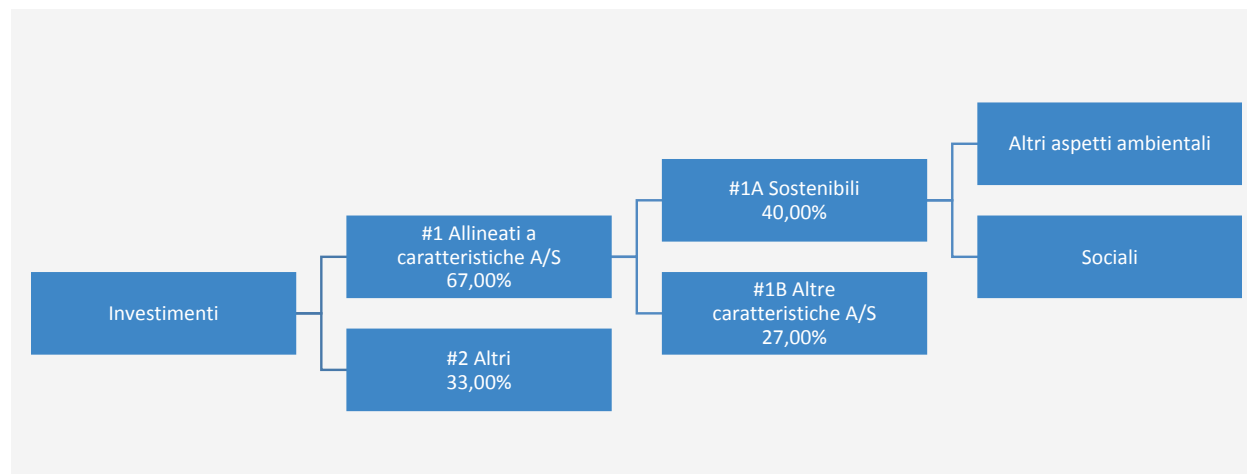 Investimenti
#1 Allineati a
caratteristiche A/S
67,00%
#2 Altri
33,00%
#1A Sostenibili
40,00%
#1B Altre
caratteristiche A/S
27,00%
Altri aspetti ambientali
Sociali